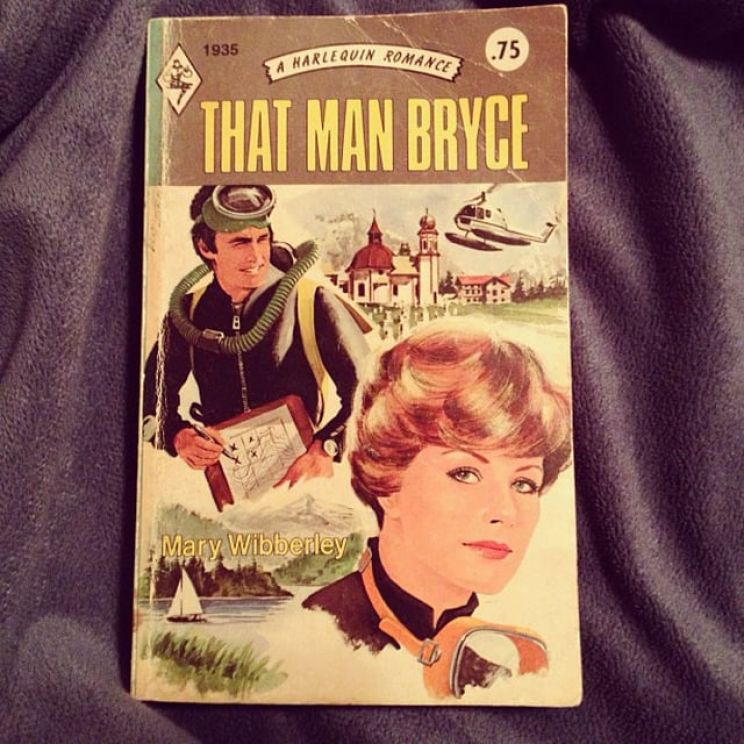 1935
A HARLEQUIN ROMANCE
.75
THAT MAN BRYCE
Mary Wibberley